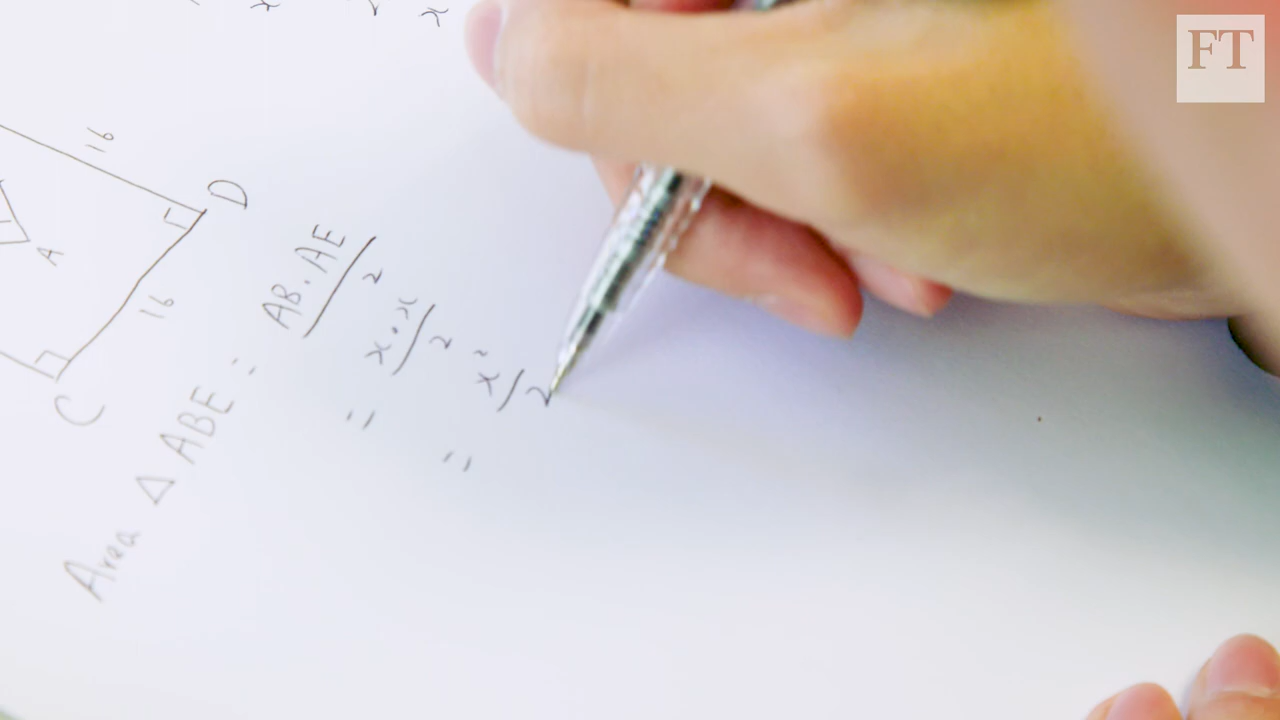 FT
16
D
A
16
C
Area Δ ABE = AB.AE / 2
= x.x / 2
= x² / 2